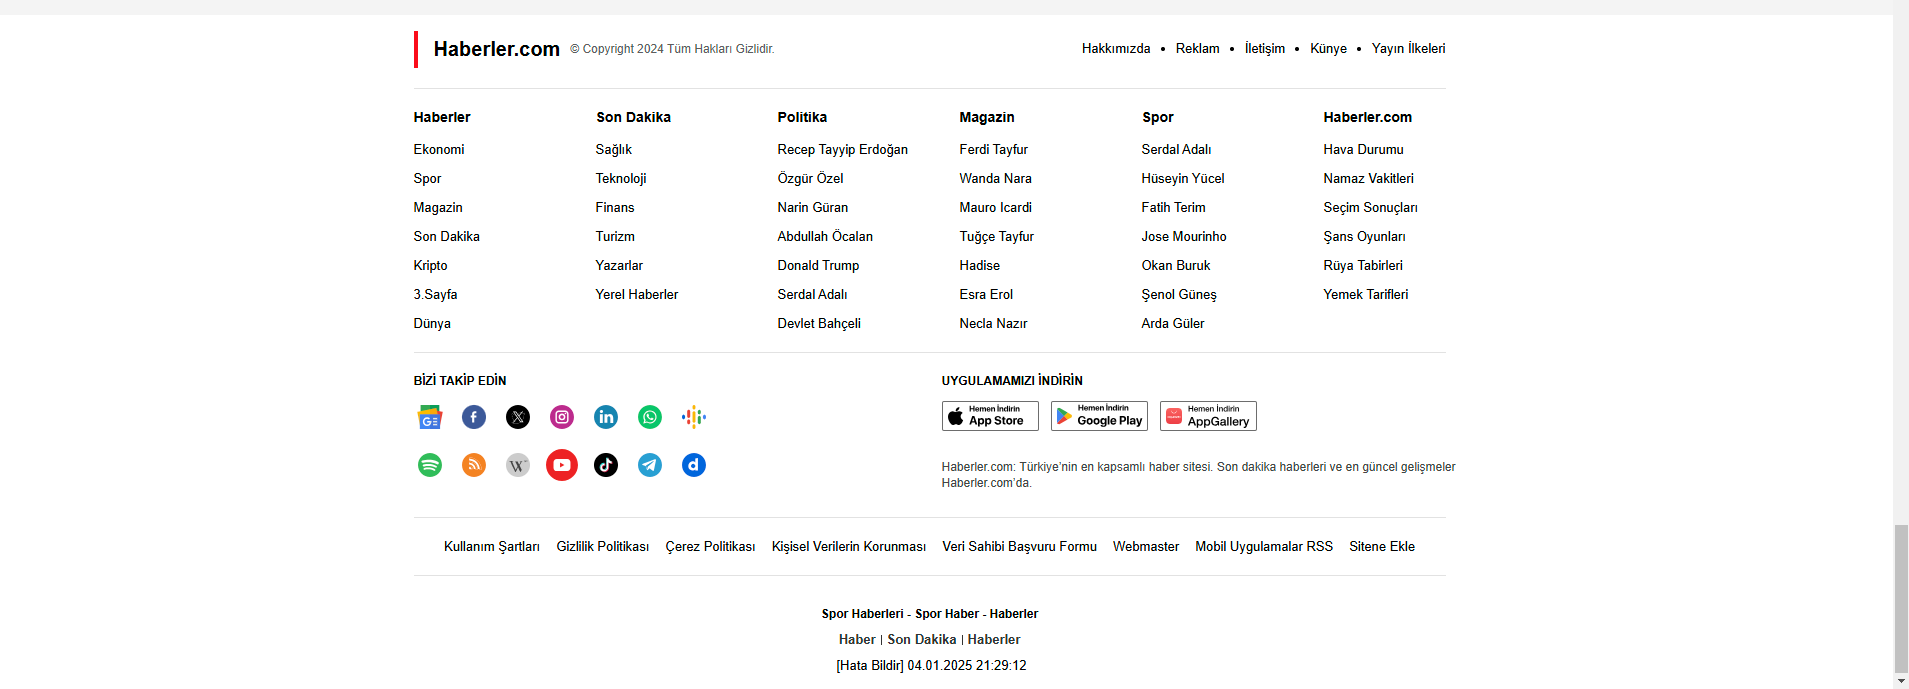 Haberler.com © Copyright 2024 Tüm Hakları Gizlidir.
Hakkımızda • Reklam • İletişim • Künye • Yayın İlkeleri
Haberler
Ekonomi
Spor
Magazin
Son Dakika
Kripto
3.Sayfa
Dünya
Son Dakika
Sağlık
Teknoloji
Finans
Turizm
Yazarlar
Yerel Haberler
Politika
Recep Tayyip Erdoğan
Özgür Özel
Narin Güran
Abdullah Öcalan
Donald Trump
Serdal Adalı
Devlet Bahçeli
Magazin
Ferdi Tayfur
Wanda Nara
Mauro Icardi
Tuğçe Tayfur
Hadise
Esra Erol
Necla Nazır
Spor
Serdal Adalı
Hüseyin Yücel
Fatih Terim
Jose Mourinho
Okan Buruk
Şenol Güneş
Arda Güler
Haberler.com
Hava Durumu
Namaz Vakitleri
Seçim Sonuçları
Şans Oyunları
Rüya Tabirleri
Yemek Tarifleri
BİZİ TAKİP EDİN
UYGULAMAMIZI İNDİRİN
Hemen İndirin
App Store
Hemen İndirin
Google Play
Hemen İndirin
AppGallery
Haberler.com: Türkiye'nin en kapsamlı haber sitesi. Son dakika haberleri ve en güncel gelişmeler
Haberler.com'da.
Kullanım Şartları Gizlilik Politikası Çerez Politikası Kişisel Verilerin Korunması Veri Sahibi Başvuru Formu Webmaster Mobil Uygulamalar RSS Sitene Ekle
Spor Haberleri - Spor Haber - Haberler
Haber | Son Dakika | Haberler
[Hata Bildir] 04.01.2025 21:29:12